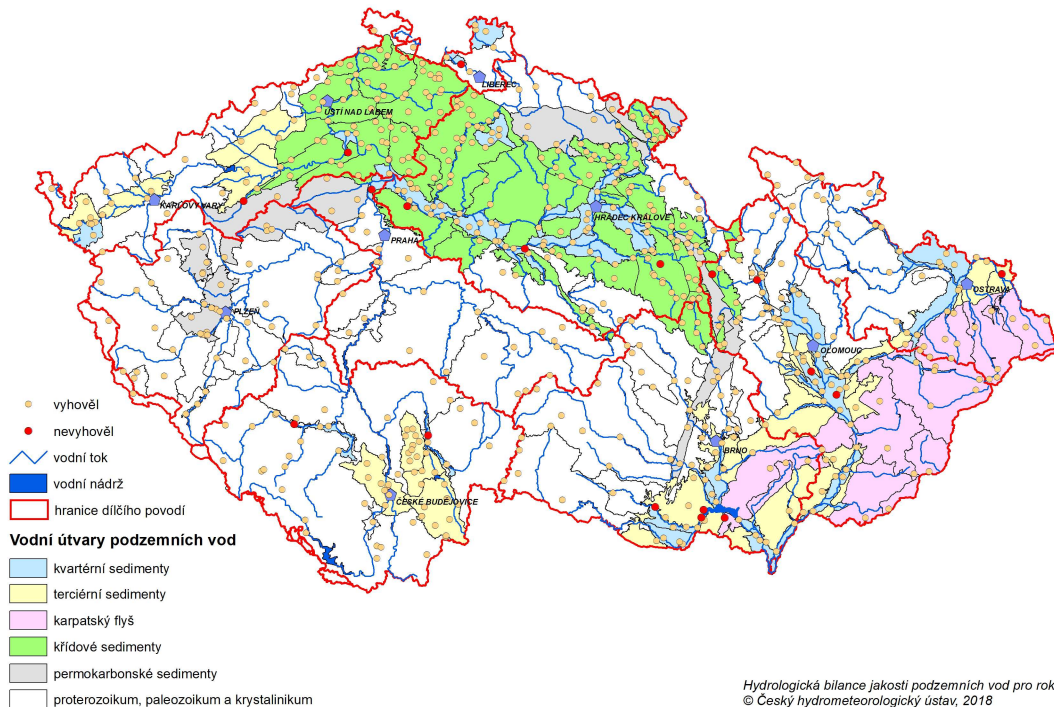 LIBEREC
ÚSTÍ NAD LABEM
KARLOVY VARY
HRADEC KRÁLOVÉ
PRAHA
OSTRAVA
PLZEŇ
OLOMOUC
BRNO
ČESKÉ BUDĚJOVICE
vyhověl
nevyhověl
vodní tok
vodní nádrž
hranice dílčího povodí
Vodní útvary podzemních vod
kvartérní sedimenty
terciérní sedimenty
karpatský flyš
křídové sedimenty
permokarbonské sedimenty
proterozoikum, paleozoikum a krystalinikum
Hydrologická bilance jakosti podzemních vod pro rok
© Český hydrometeorologický ústav, 2018